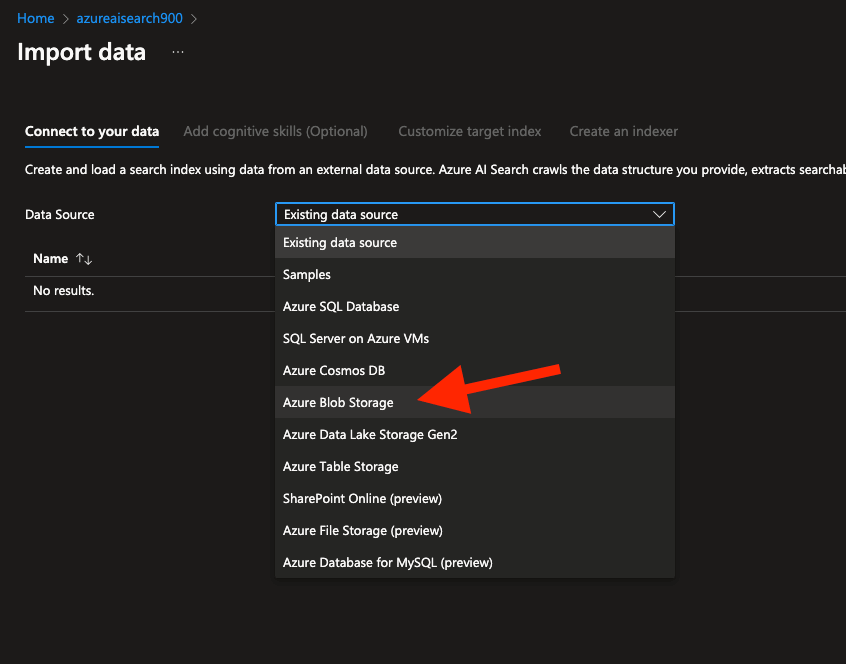 Home > azureaisearch900 >
Import data ...
Connect to your data Add cognitive skills (Optional) Customize target index Create an indexer
Create and load a search index using data from an external data source. Azure AI Search crawls the data structure you provide, extracts searchab
Data Source Existing data source
Name ↑↓
No results.
Existing data source
Samples
Azure SQL Database
SQL Server on Azure VMs
Azure Cosmos DB
Azure Blob Storage
Azure Data Lake Storage Gen2
Azure Table Storage
SharePoint Online (preview)
Azure File Storage (preview)
Azure Database for MySQL (preview)